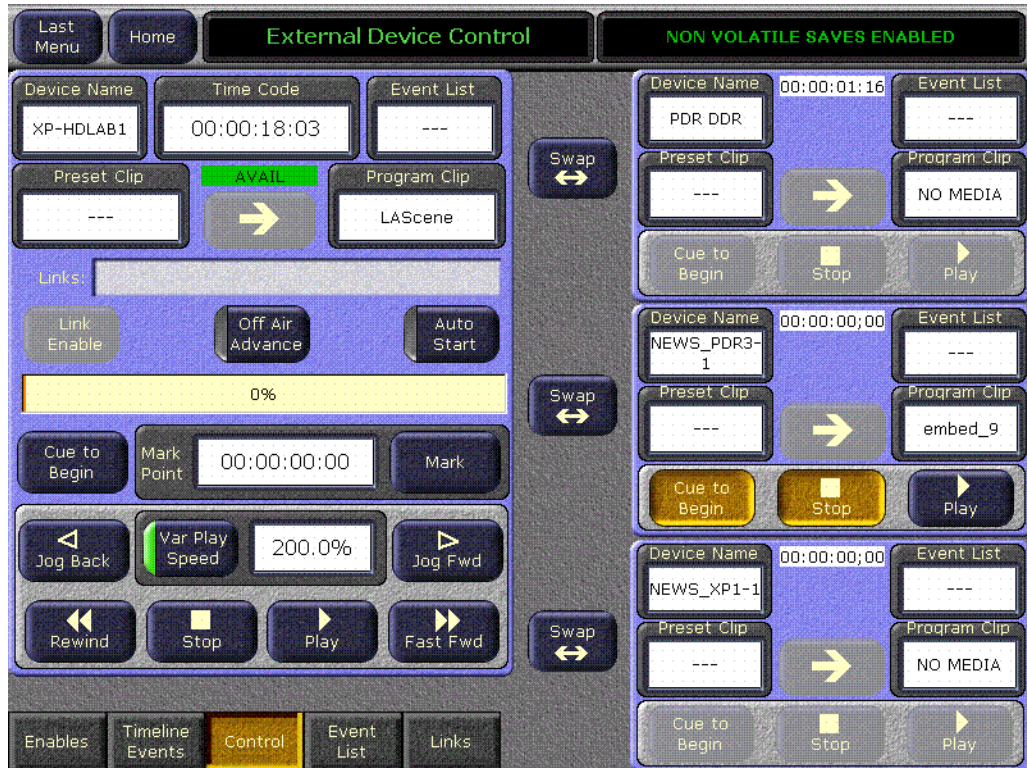 Last
Menu
Home
External Device Control
NON VOLATILE SAVES ENABLED
Device Name
XP-HDLAB1
Time Code
00:00:18:03
Event List
---
Preset Clip
---
AVAIL
Program Clip
LAScene
Links:
Link
Enable
Off Air
Advance
Auto
Start
0%
Cue to
Begin
Mark
Point
00:00:00:00
Mark
Jog Back
Var Play
Speed
200.0%
Jog Fwd
Rewind
Stop
Play
Fast Fwd
Swap
Swap
Swap
Device Name
PDR DDR
00:00:01:16
Event List
---
Preset Clip
---
Program Clip
NO MEDIA
Cue to
Begin
Stop
Play
Device Name
NEWS_PDR3-
1
00:00:00;00
Event List
---
Preset Clip
---
Program Clip
embed_9
Cue to
Begin
Stop
Play
Device Name
NEWS_XP1-1
00:00:00;00
Event List
---
Preset Clip
---
Program Clip
NO MEDIA
Cue to
Begin
Stop
Play
Enables
Timeline
Events
Control
Event
List
Links